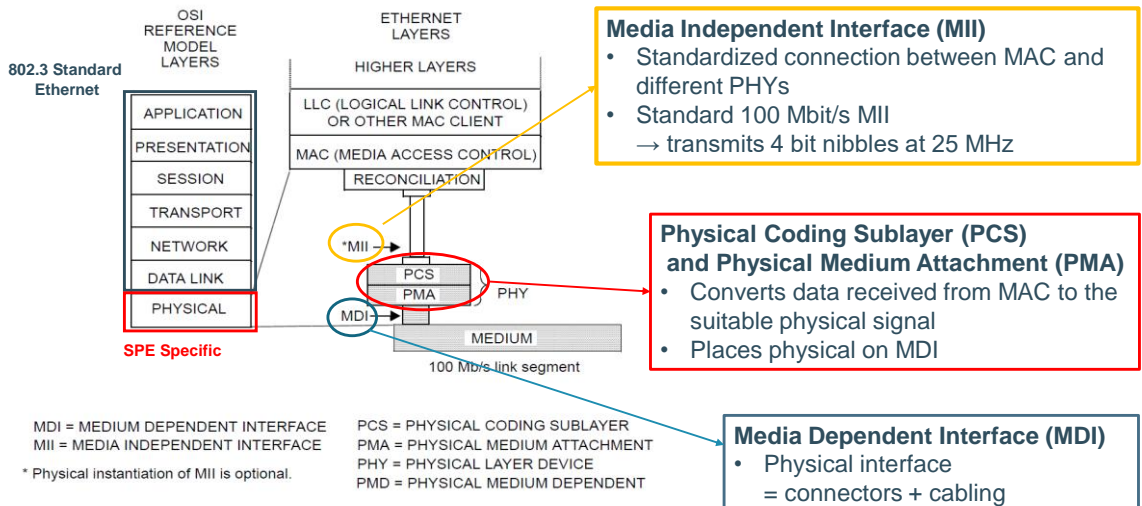 OSI
REFERENCE
MODEL
LAYERS
802.3 Standard
Ethernet
APPLICATION
PRESENTATION
SESSION
TRANSPORT
NETWORK
DATA LINK
PHYSICAL
SPE Specific
ETHERNET
LAYERS
HIGHER LAYERS
LLC (LOGICAL LINK CONTROL)
OR OTHER MAC CLIENT
MAC (MEDIA ACCESS CONTROL)
RECONCILIATION
*MII
PCS
PMA
PHY
MDI
MEDIUM
100 Mb/s link segment
Media Independent Interface (MII)
• Standardized connection between MAC and
different PHYs
• Standard 100 Mbit/s MII
→ transmits 4 bit nibbles at 25 MHz
Physical Coding Sublayer (PCS)
and Physical Medium Attachment (PMA)
• Converts data received from MAC to the
suitable physical signal
• Places physical on MDI
Media Dependent Interface (MDI)
• Physical interface
= connectors + cabling
MDI = MEDIUM DEPENDENT INTERFACE
MII = MEDIA INDEPENDENT INTERFACE
* Physical instantiation of MII is optional.
PCS = PHYSICAL CODING SUBLAYER
PMA = PHYSICAL MEDIUM ATTACHMENT
PHY = PHYSICAL LAYER DEVICE
PMD = PHYSICAL MEDIUM DEPENDENT